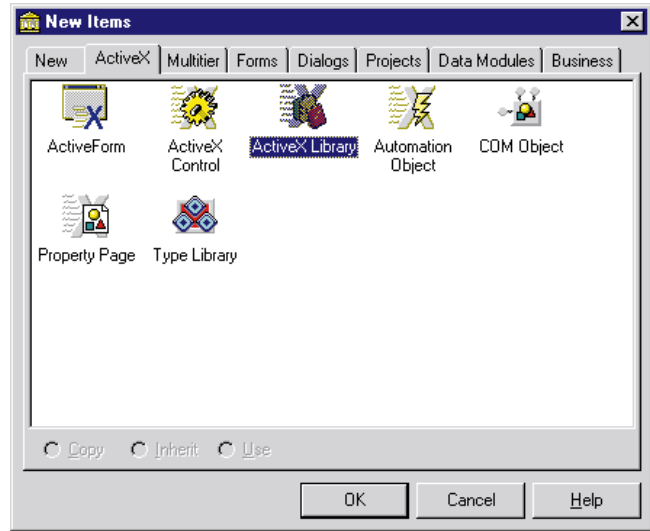 New Items
New ActiveX Multitier Forms Dialogs Projects Data Modules Business
ActiveForm ActiveX Control ActiveX Library Automation Object COM Object
Property Page Type Library
Copy Inherit Use
OK Cancel Help